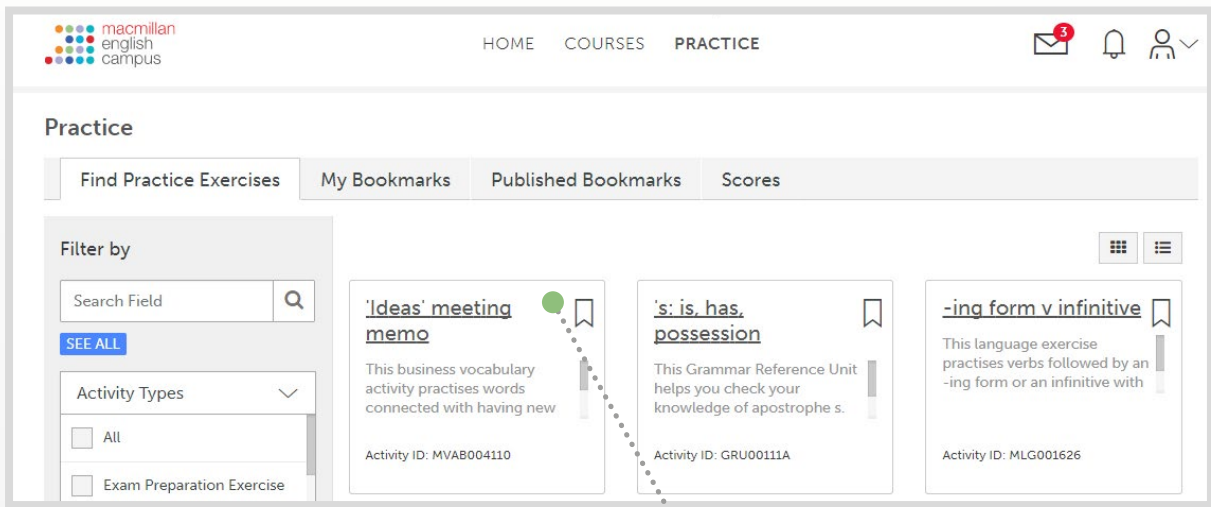 macmillan
english
campus
HOME COURSES PRACTICE
3
Practice
Find Practice Exercises My Bookmarks Published Bookmarks Scores
Filter by
Search Field
SEE ALL
Activity Types
All
Exam Preparation Exercise
'Ideas' meeting
memo
This business vocabulary
activity practises words
connected with having new
Activity ID: MVAB004110
's: is, has,
possession
This Grammar Reference Unit
helps you check your
knowledge of apostrophe s.
Activity ID: GRU00111A
-ing form v infinitive
This language exercise
practises verbs followed by an
-ing form or an infinitive with
Activity ID: MLG001626